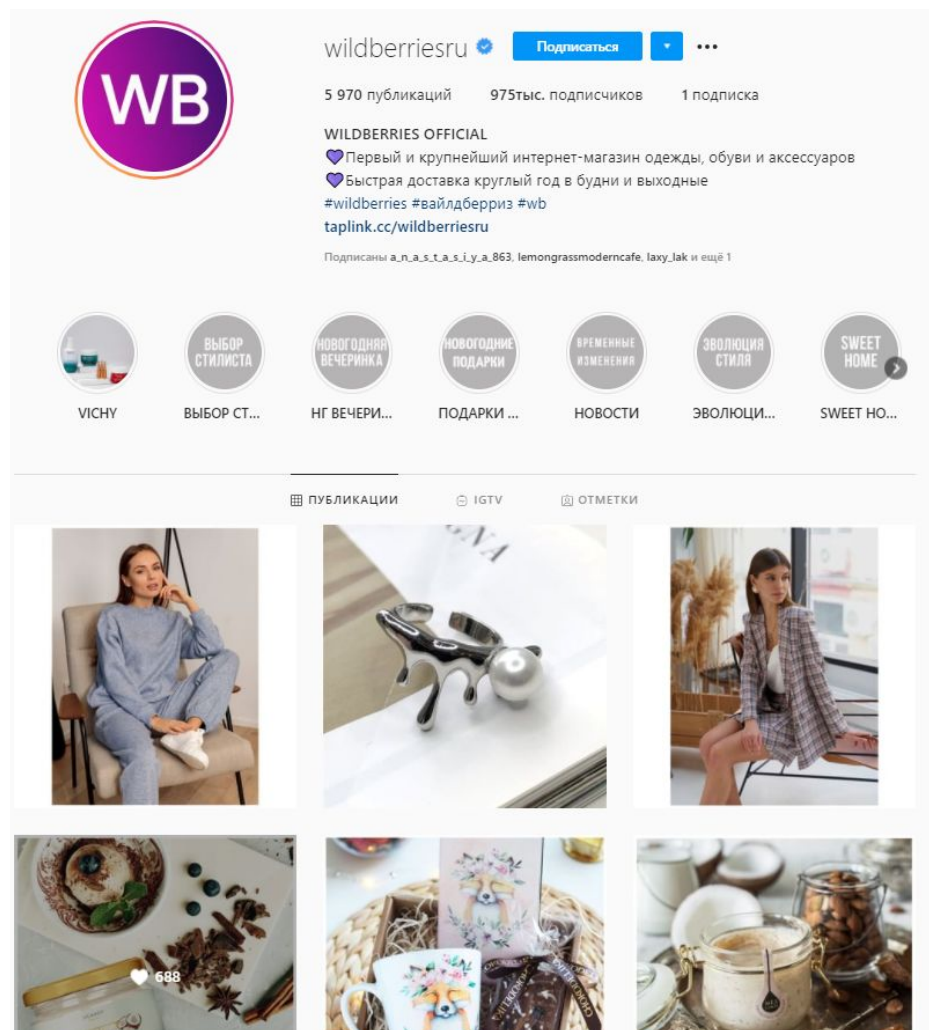 WB
wildberriesru Подписаться
5 970 публикаций 975тыс. подписчиков 1 подписка
WILDBERRIES OFFICIAL
💜Первый и крупнейший интернет-магазин одежды, обуви и аксессуаров
💜Быстрая доставка круглый год в будни и выходные
#wildberries #вайлдберриз #wb
taplink.cc/wildberriesru
Подписаны a_n_a_s_t_a_s_i_y_a_863, lemongrassmoderncafe, laxy_lak и ещё 1
ВЫБОР СТИЛИСТА
НОВОГОДНЯЯ ВЕЧЕРИНКА
НОВОГОДНИЕ ПОДАРКИ
ВРЕМЕННЫЕ ИЗМЕНЕНИЯ
ЭВОЛЮЦИЯ СТИЛЯ
SWEET HOME
VICHY ВЫБОР СТ... НГ ВЕЧЕРИ... ПОДАРКИ ... НОВОСТИ ЭВОЛЮЦИ... SWEET HO...
ПУБЛИКАЦИИ IGTV ОТМЕТКИ
688